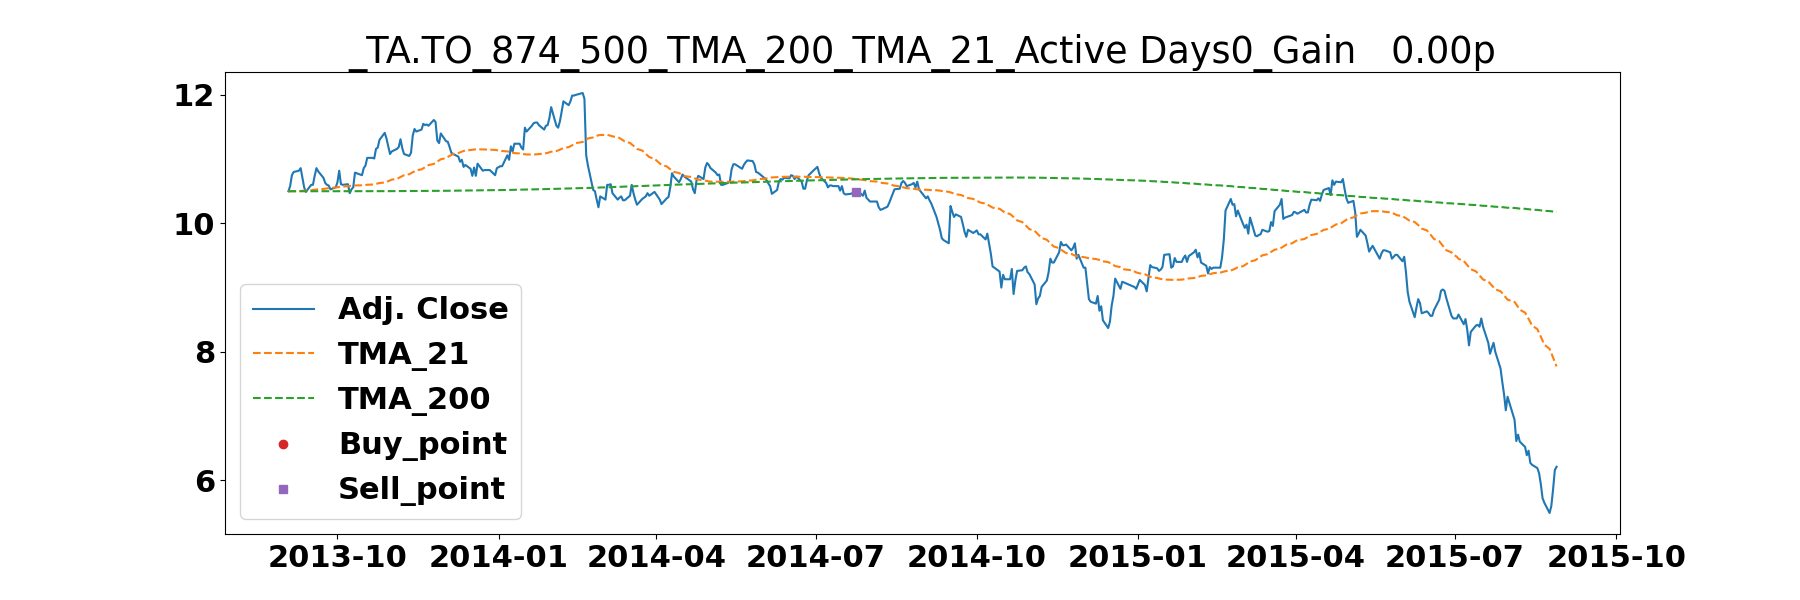 _TA.TO_874_500_TMA_200_TMA_21_Active Days0_Gain   0.00p
12
10
8
6
Adj. Close
TMA_21
TMA_200
Buy_point
Sell_point
2013-10 2014-01 2014-04 2014-07 2014-10 2015-01 2015-04 2015-07 2015-10